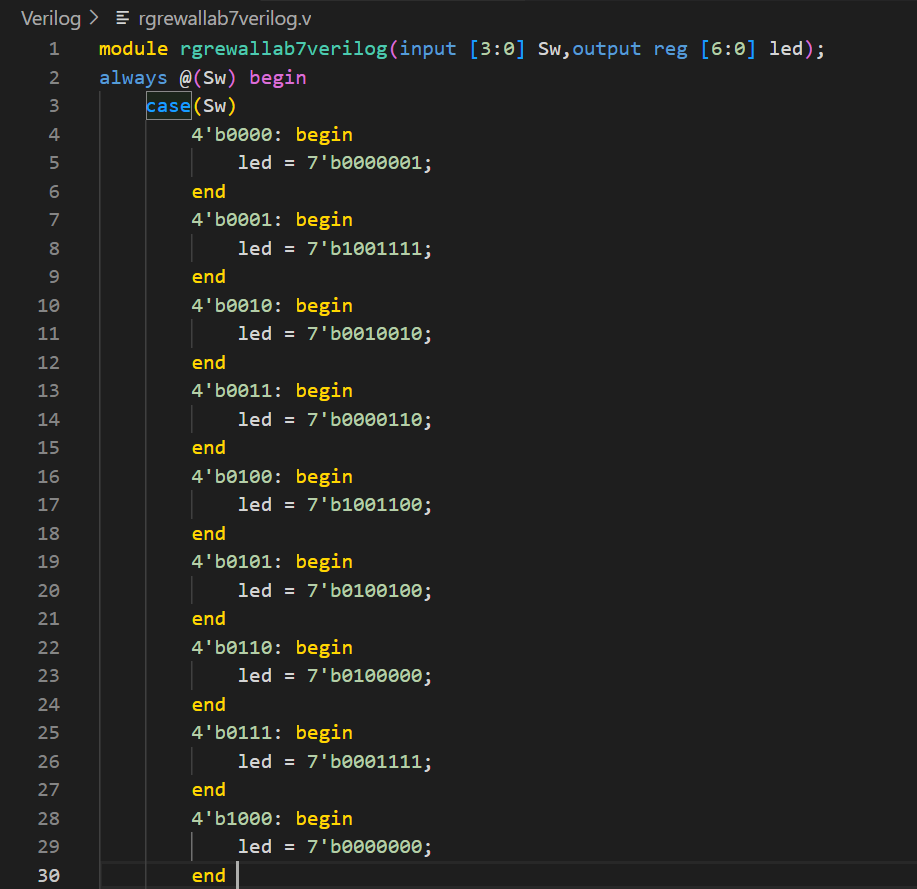 Verilog > rgrewallab7verilog.v
1 module rgrewallab7verilog(input [3:0] Sw,output reg [6:0] led);
2 always @(Sw) begin
3 case(Sw)
4 4'b0000: begin
5 led = 7'b0000001;
6 end
7 4'b0001: begin
8 led = 7'b1001111;
9 end
10 4'b0010: begin
11 led = 7'b0010010;
12 end
13 4'b0011: begin
14 led = 7'b0000110;
15 end
16 4'b0100: begin
17 led = 7'b1001100;
18 end
19 4'b0101: begin
20 led = 7'b0100100;
21 end
22 4'b0110: begin
23 led = 7'b0100000;
24 end
25 4'b0111: begin
26 led = 7'b0001111;
27 end
28 4'b1000: begin
29 led = 7'b0000000;
30 end